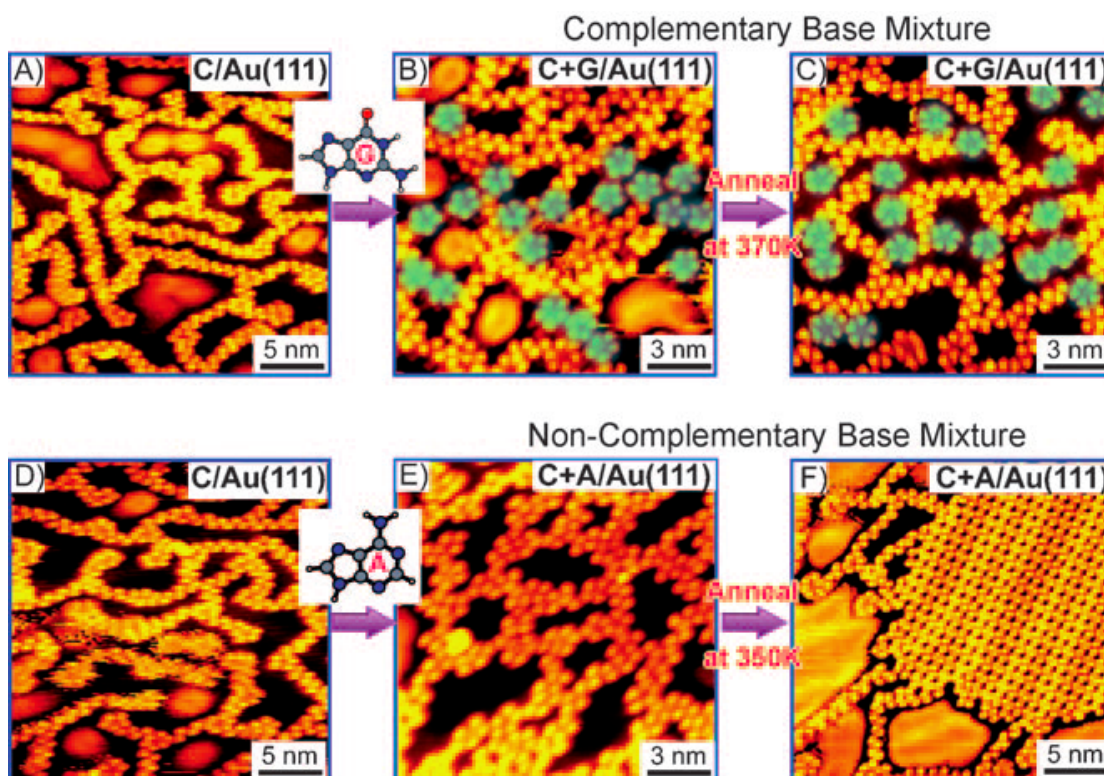 Complementary Base Mixture
A) C/Au(111)
B) C+G/Au(111)
C) C+G/Au(111)
G
Anneal
at 370K
5 nm
3 nm
3 nm
Non-Complementary Base Mixture
D) C/Au(111)
E) C+A/Au(111)
F) C+A/Au(111)
A
Anneal
at 350K
5 nm
3 nm
5 nm